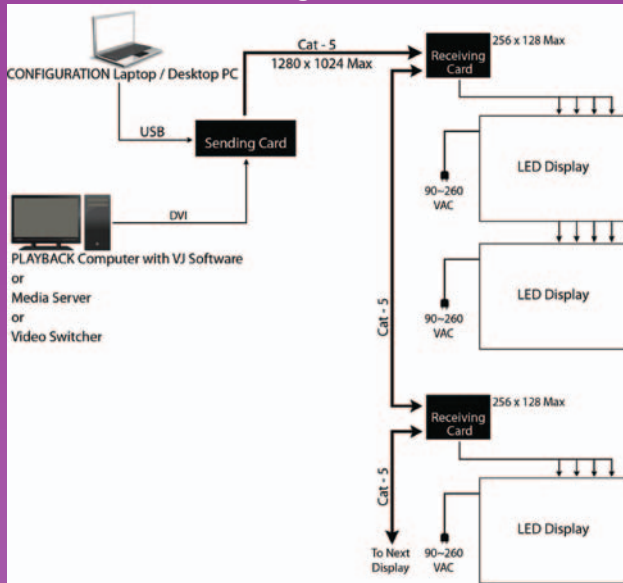 Cat - 5
1280 x 1024 Max
Receiving
Card
256 x 128 Max
CONFIGURATION Laptop / Desktop PC
USB
Sending Card
LED Display
90~260
VAC
DVI
PLAYBACK Computer with VJ Software
or
Media Server
or
Video Switcher
LED Display
90~260
VAC
Cat - 5
Receiving
Card
256 x 128 Max
Cat - 5
LED Display
To Next
Display
90~260
VAC